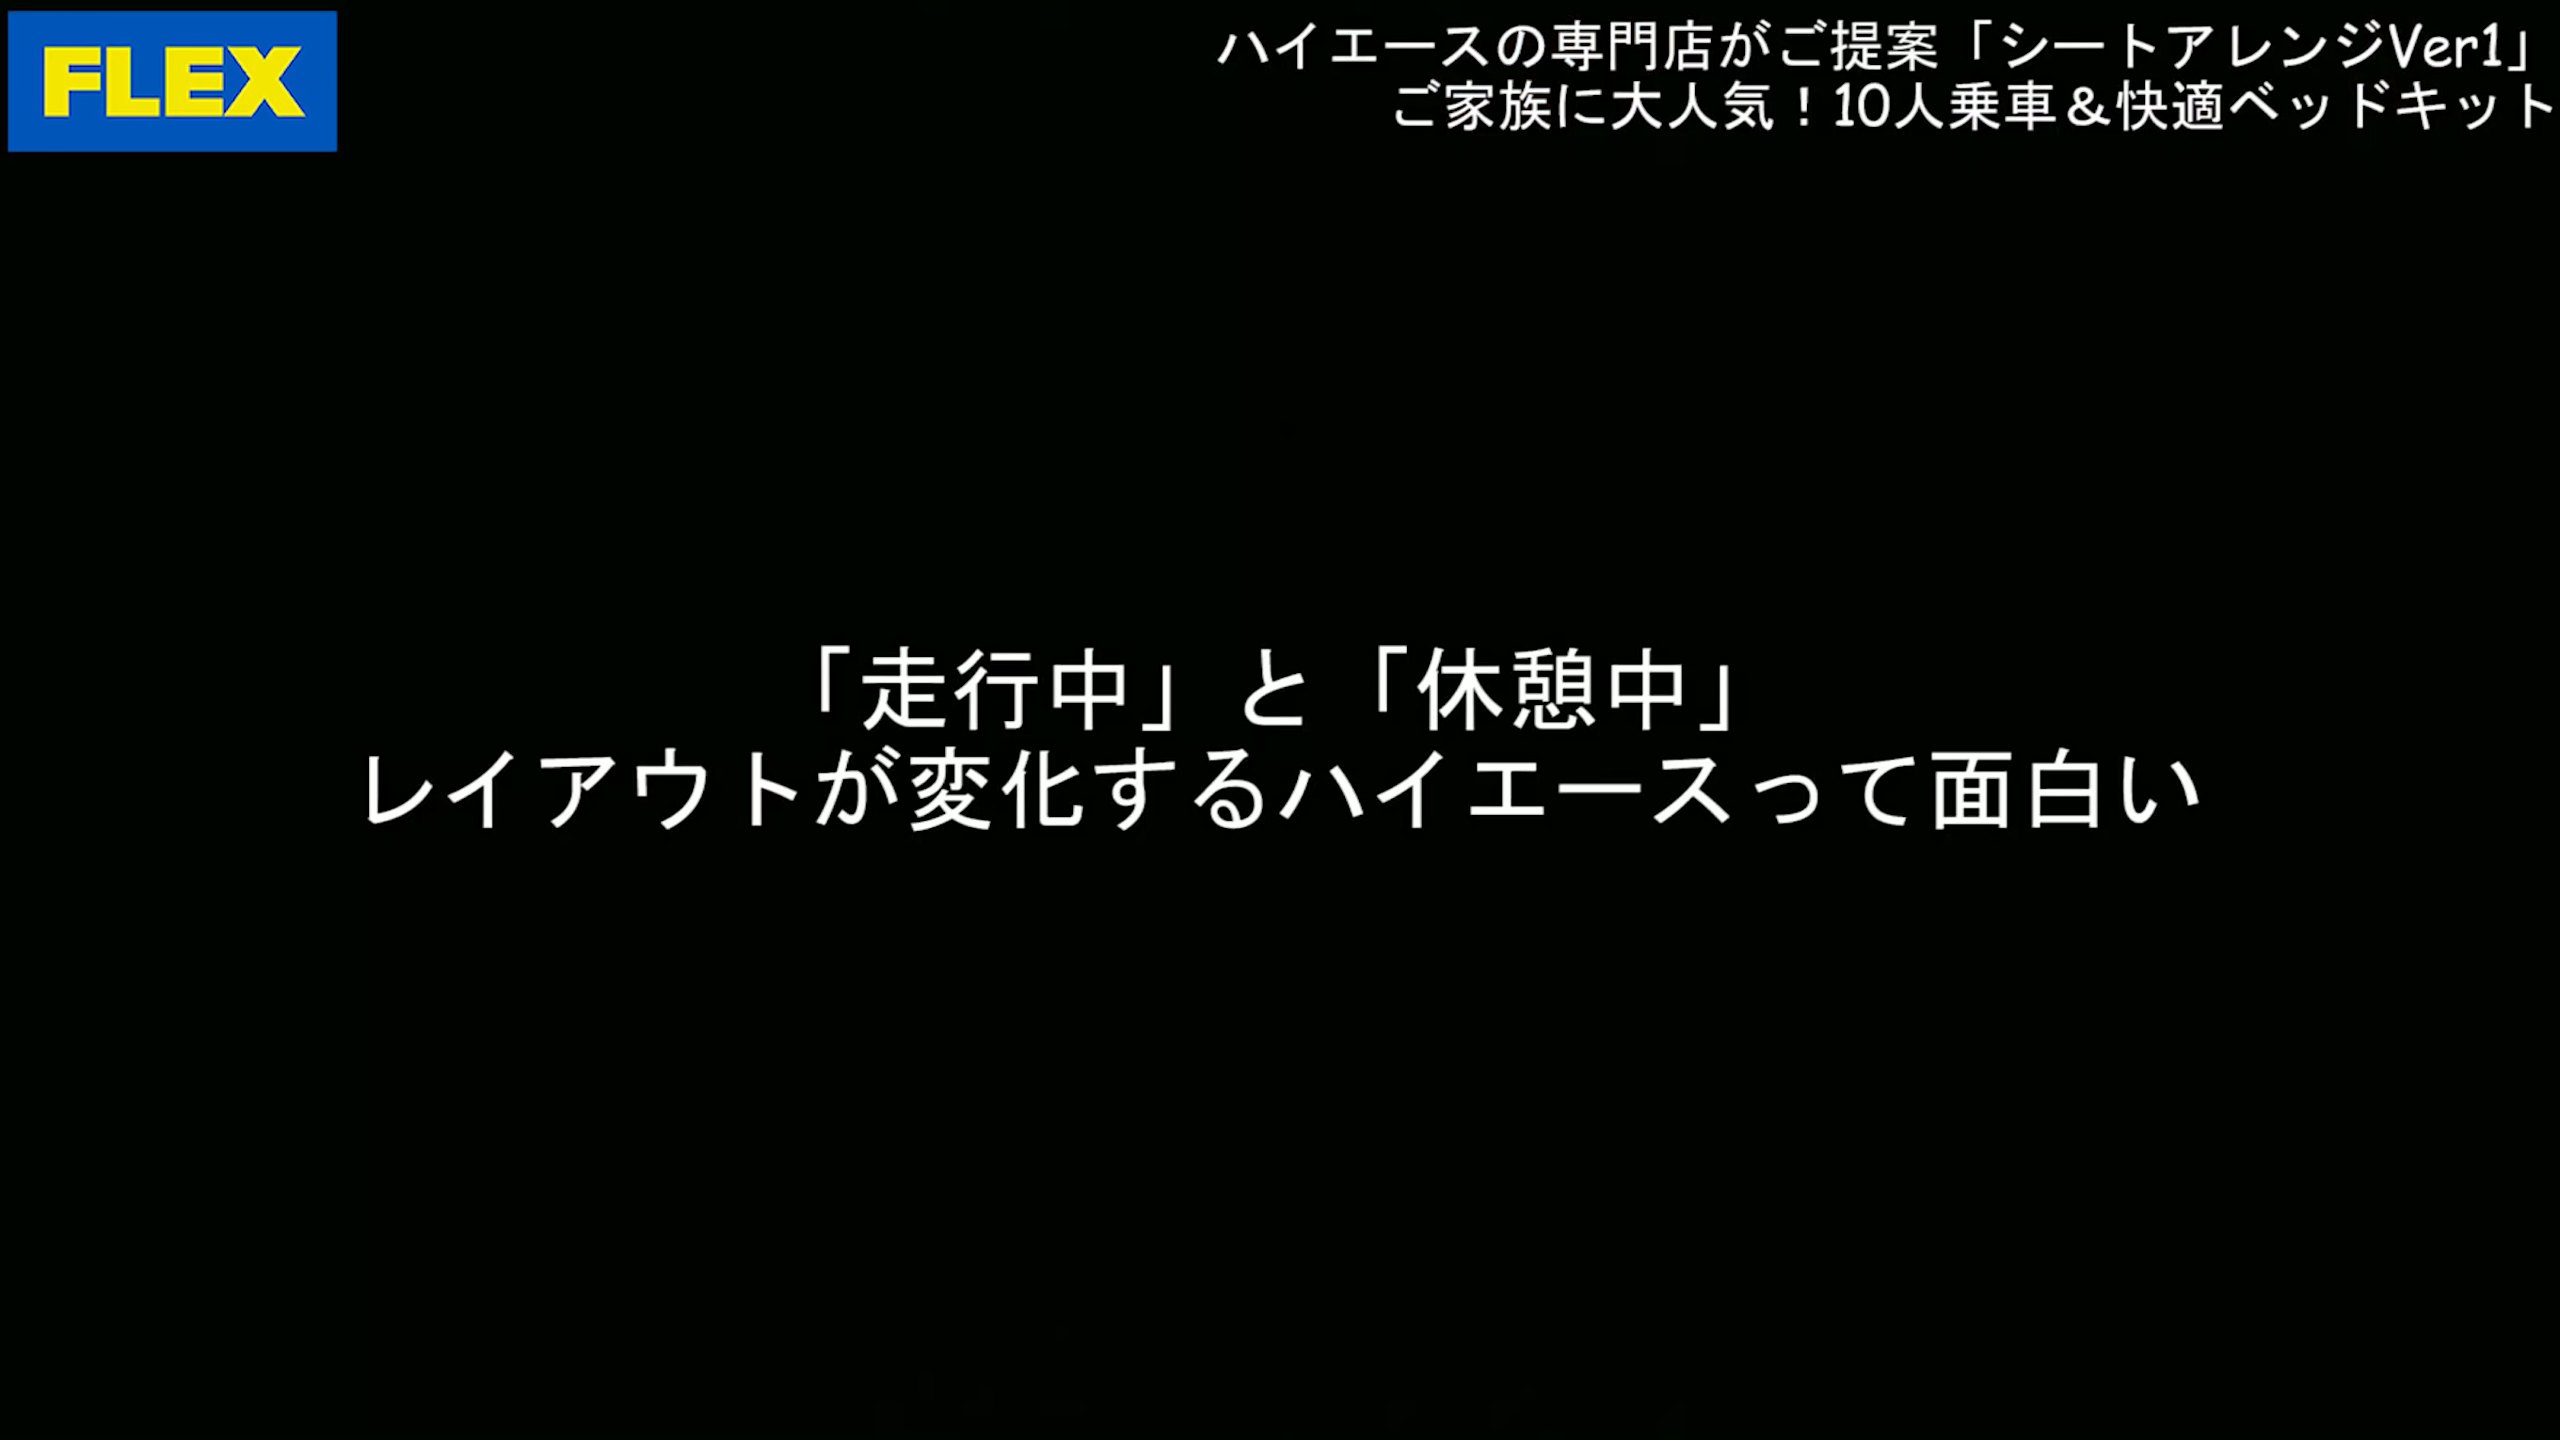 FLEX
ハイエースの専門店がご提案「シートアレンジVer1」
ご家族に大人気！10人乗車＆快適ベッドキット
「走行中」と「休憩中」
レイアウトが変化するハイエースって面白い